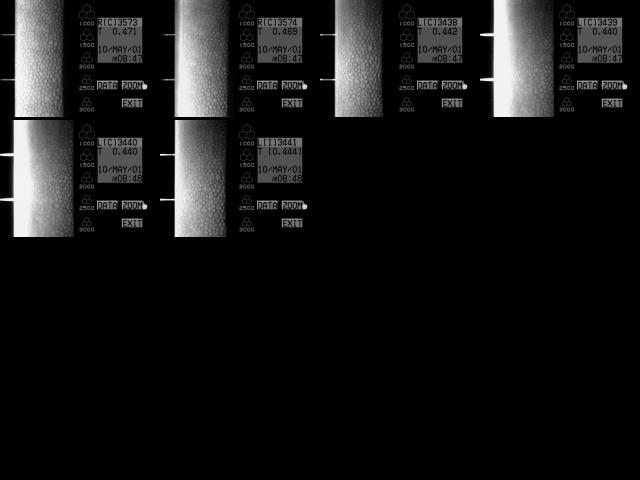 1000
R[C]3573
T 0.471
1500
10/MAY/01
08:47
2000
2500
DATA ZOOM
EXIT
3000
1000
R[C]3574
T 0.469
1500
10/MAY/01
08:47
2000
2500
DATA ZOOM
EXIT
3000
1000
L[C]3438
T 0.442
1500
10/MAY/01
08:47
2000
2500
DATA ZOOM
EXIT
3000
1000
L[C]3439
T 0.440
1500
10/MAY/01
08:47
2000
2500
DATA ZOOM
EXIT
3000
1000
L[C]3440
T 0.440
1500
10/MAY/01
08:48
2000
2500
DATA ZOOM
EXIT
3000
1000
L[I]3441
T [0.444]
1500
10/MAY/01
08:48
2000
2500
DATA ZOOM
EXIT
3000